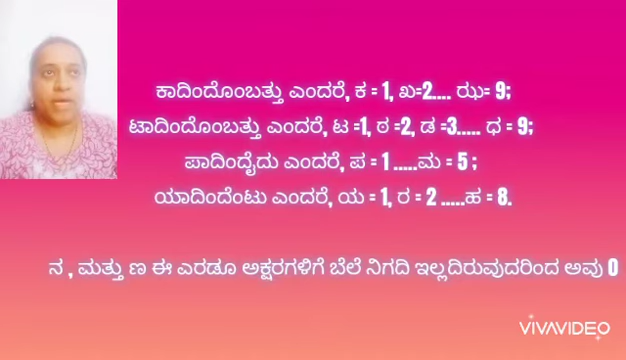 ಕಾದಿಂದೊಂಬತ್ತು ಎಂದರೆ, ಕ = 1, ಖ=2.... ಝ= 9;
ಟಾದಿಂದೊಂಬತ್ತು ಎಂದರೆ, ಟ =1, ಠ =2, ಡ =3..... ಧ = 9;
ಪಾದಿಂದೈದು ಎಂದರೆ, ಪ = 1 .....ಮ = 5 ;
ಯಾದಿಂದೆಂಟು ಎಂದರೆ, ಯ = 1, ರ = 2 .....ಹ = 8.
ನ , ಮತ್ತು ಣ ಈ ಎರಡೂ ಅಕ್ಷರಗಳಿಗೆ ಬೆಲೆ ನಿಗದಿ ಇಲ್ಲದಿರುವುದರಿಂದ ಅವು 0
VIVAVIDEO